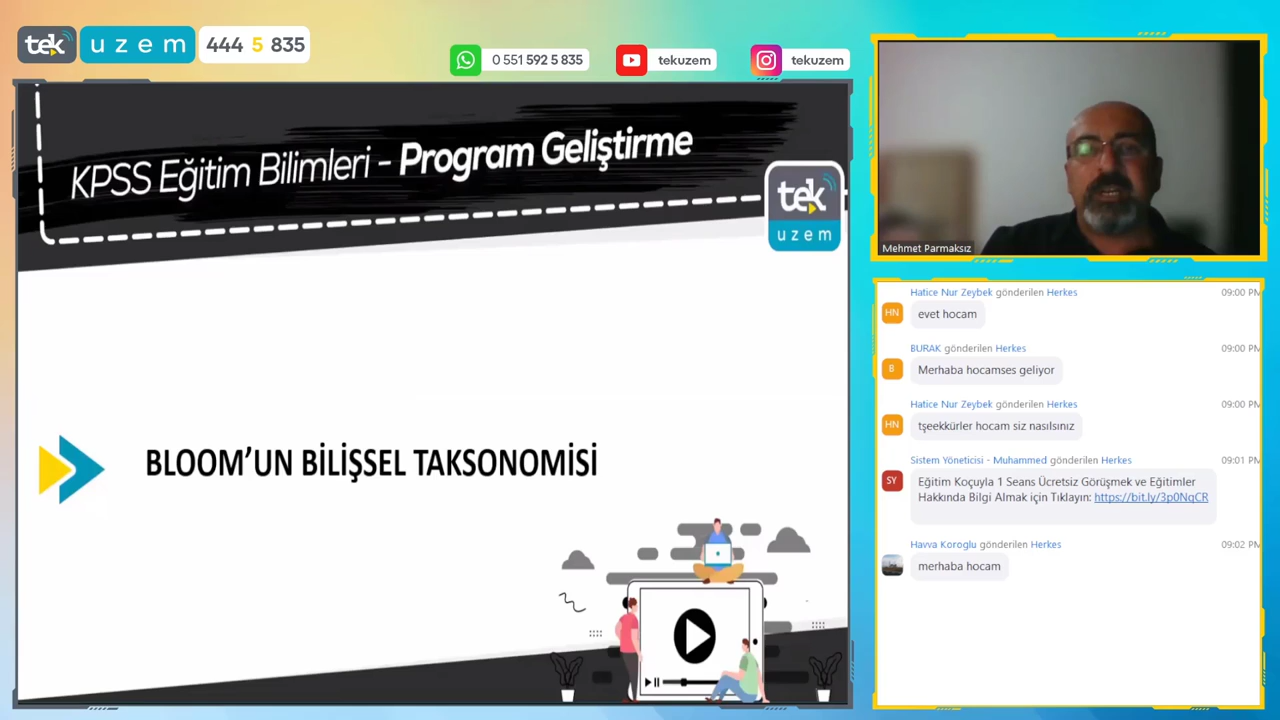 tek uzem 444 5 835
0 551 592 5 835
tekuzem
tekuzem
KPSS Eğitim Bilimleri - Program Geliştirme
tek
uzem
BLOOM'UN BİLİŞSEL TAKSONOMİSİ
Mehmet Parmaksız
Hatice Nur Zeybek gönderilen Herkes 09:00 PM
HN
evet hocam
BURAK gönderilen Herkes 09:00 PM
B
Merhaba hocamses geliyor
Hatice Nur Zeybek gönderilen Herkes 09:00 PM
HN
tşeekkürler hocam siz nasılsınız
Sistem Yöneticisi - Muhammed gönderilen Herkes 09:01 PM
SY
Eğitim Koçuyla 1 Seans Ücretsiz Görüşmek ve Eğitimler
Hakkında Bilgi Almak için Tıklayın: https://bit.ly/3p0NqCR
Havva Koroglu gönderilen Herkes 09:02 PM
merhaba hocam